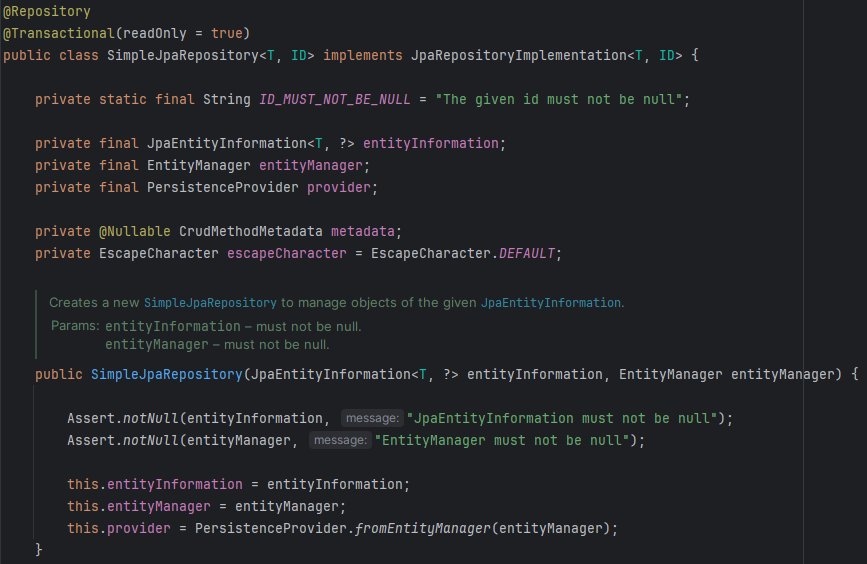 @Repository
@Transactional(readOnly = true)
public class SimpleJpaRepository<T, ID> implements JpaRepositoryImplementation<T, ID> {
private static final String ID_MUST_NOT_BE_NULL = "The given id must not be null";
private final JpaEntityInformation<T, ?> entityInformation;
private final EntityManager entityManager;
private final PersistenceProvider provider;
private @Nullable CrudMethodMetadata metadata;
private EscapeCharacter escapeCharacter = EscapeCharacter.DEFAULT;
Creates a new SimpleJpaRepository to manage objects of the given JpaEntityInformation.
Params: entityInformation – must not be null.
entityManager – must not be null.
public SimpleJpaRepository(JpaEntityInformation<T, ?> entityInformation, EntityManager entityManager) {
Assert.notNull(entityInformation, message: "JpaEntityInformation must not be null");
Assert.notNull(entityManager, message: "EntityManager must not be null");
this.entityInformation = entityInformation;
this.entityManager = entityManager;
this.provider = PersistenceProvider.fromEntityManager(entityManager);
}